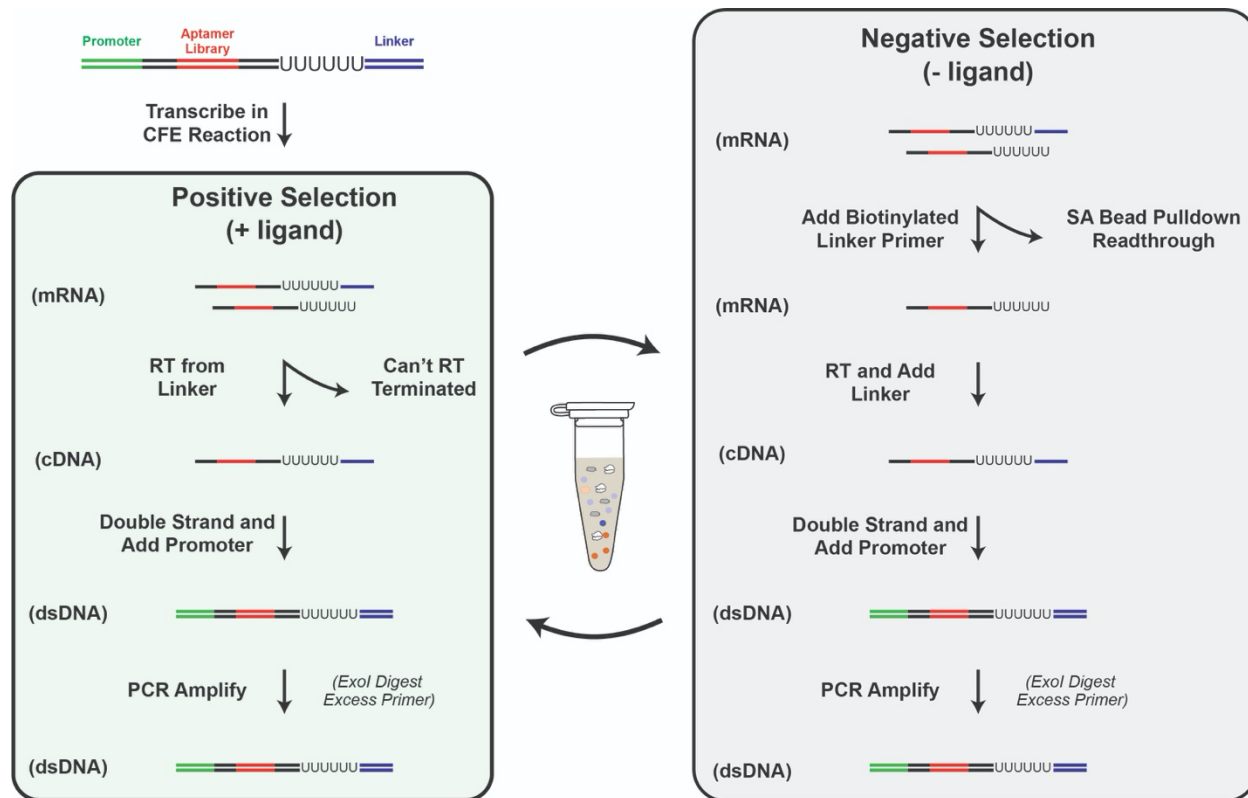 Promoter
Aptamer
Library
Linker
UUUUUU
Transcribe in
CFE Reaction
Positive Selection
(+ ligand)
(mRNA)
UUUUUU
UUUUUU
RT from
Linker
Can't RT
Terminated
(cDNA)
UUUUUU
Double Strand and
Add Promoter
(dsDNA)
UUUUUU
PCR Amplify
(ExoI Digest
Excess Primer)
(dsDNA)
UUUUUU
Negative Selection
(- ligand)
(mRNA)
UUUUUU
UUUUUU
Add Biotinylated
Linker Primer
SA Bead Pulldown
Readthrough
(mRNA)
UUUUUU
RT and Add
Linker
(cDNA)
UUUUUU
Double Strand and
Add Promoter
(dsDNA)
UUUUUU
PCR Amplify
(ExoI Digest
Excess Primer)
(dsDNA)
UUUUUU